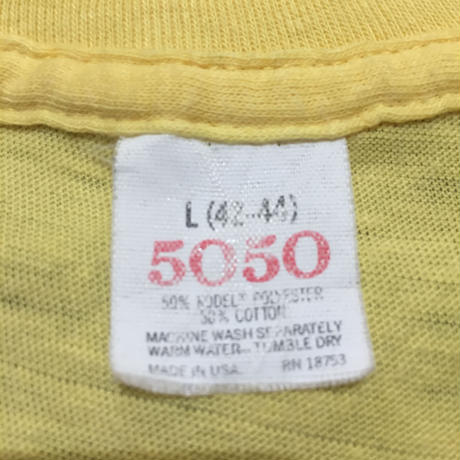 L (42-44)
5050
50% KODEL® POLYESTER
50% COTTON
MACHINE WASH SEPARATELY
WARM WATER—TUMBLE DRY
MADE IN USA RN 18753